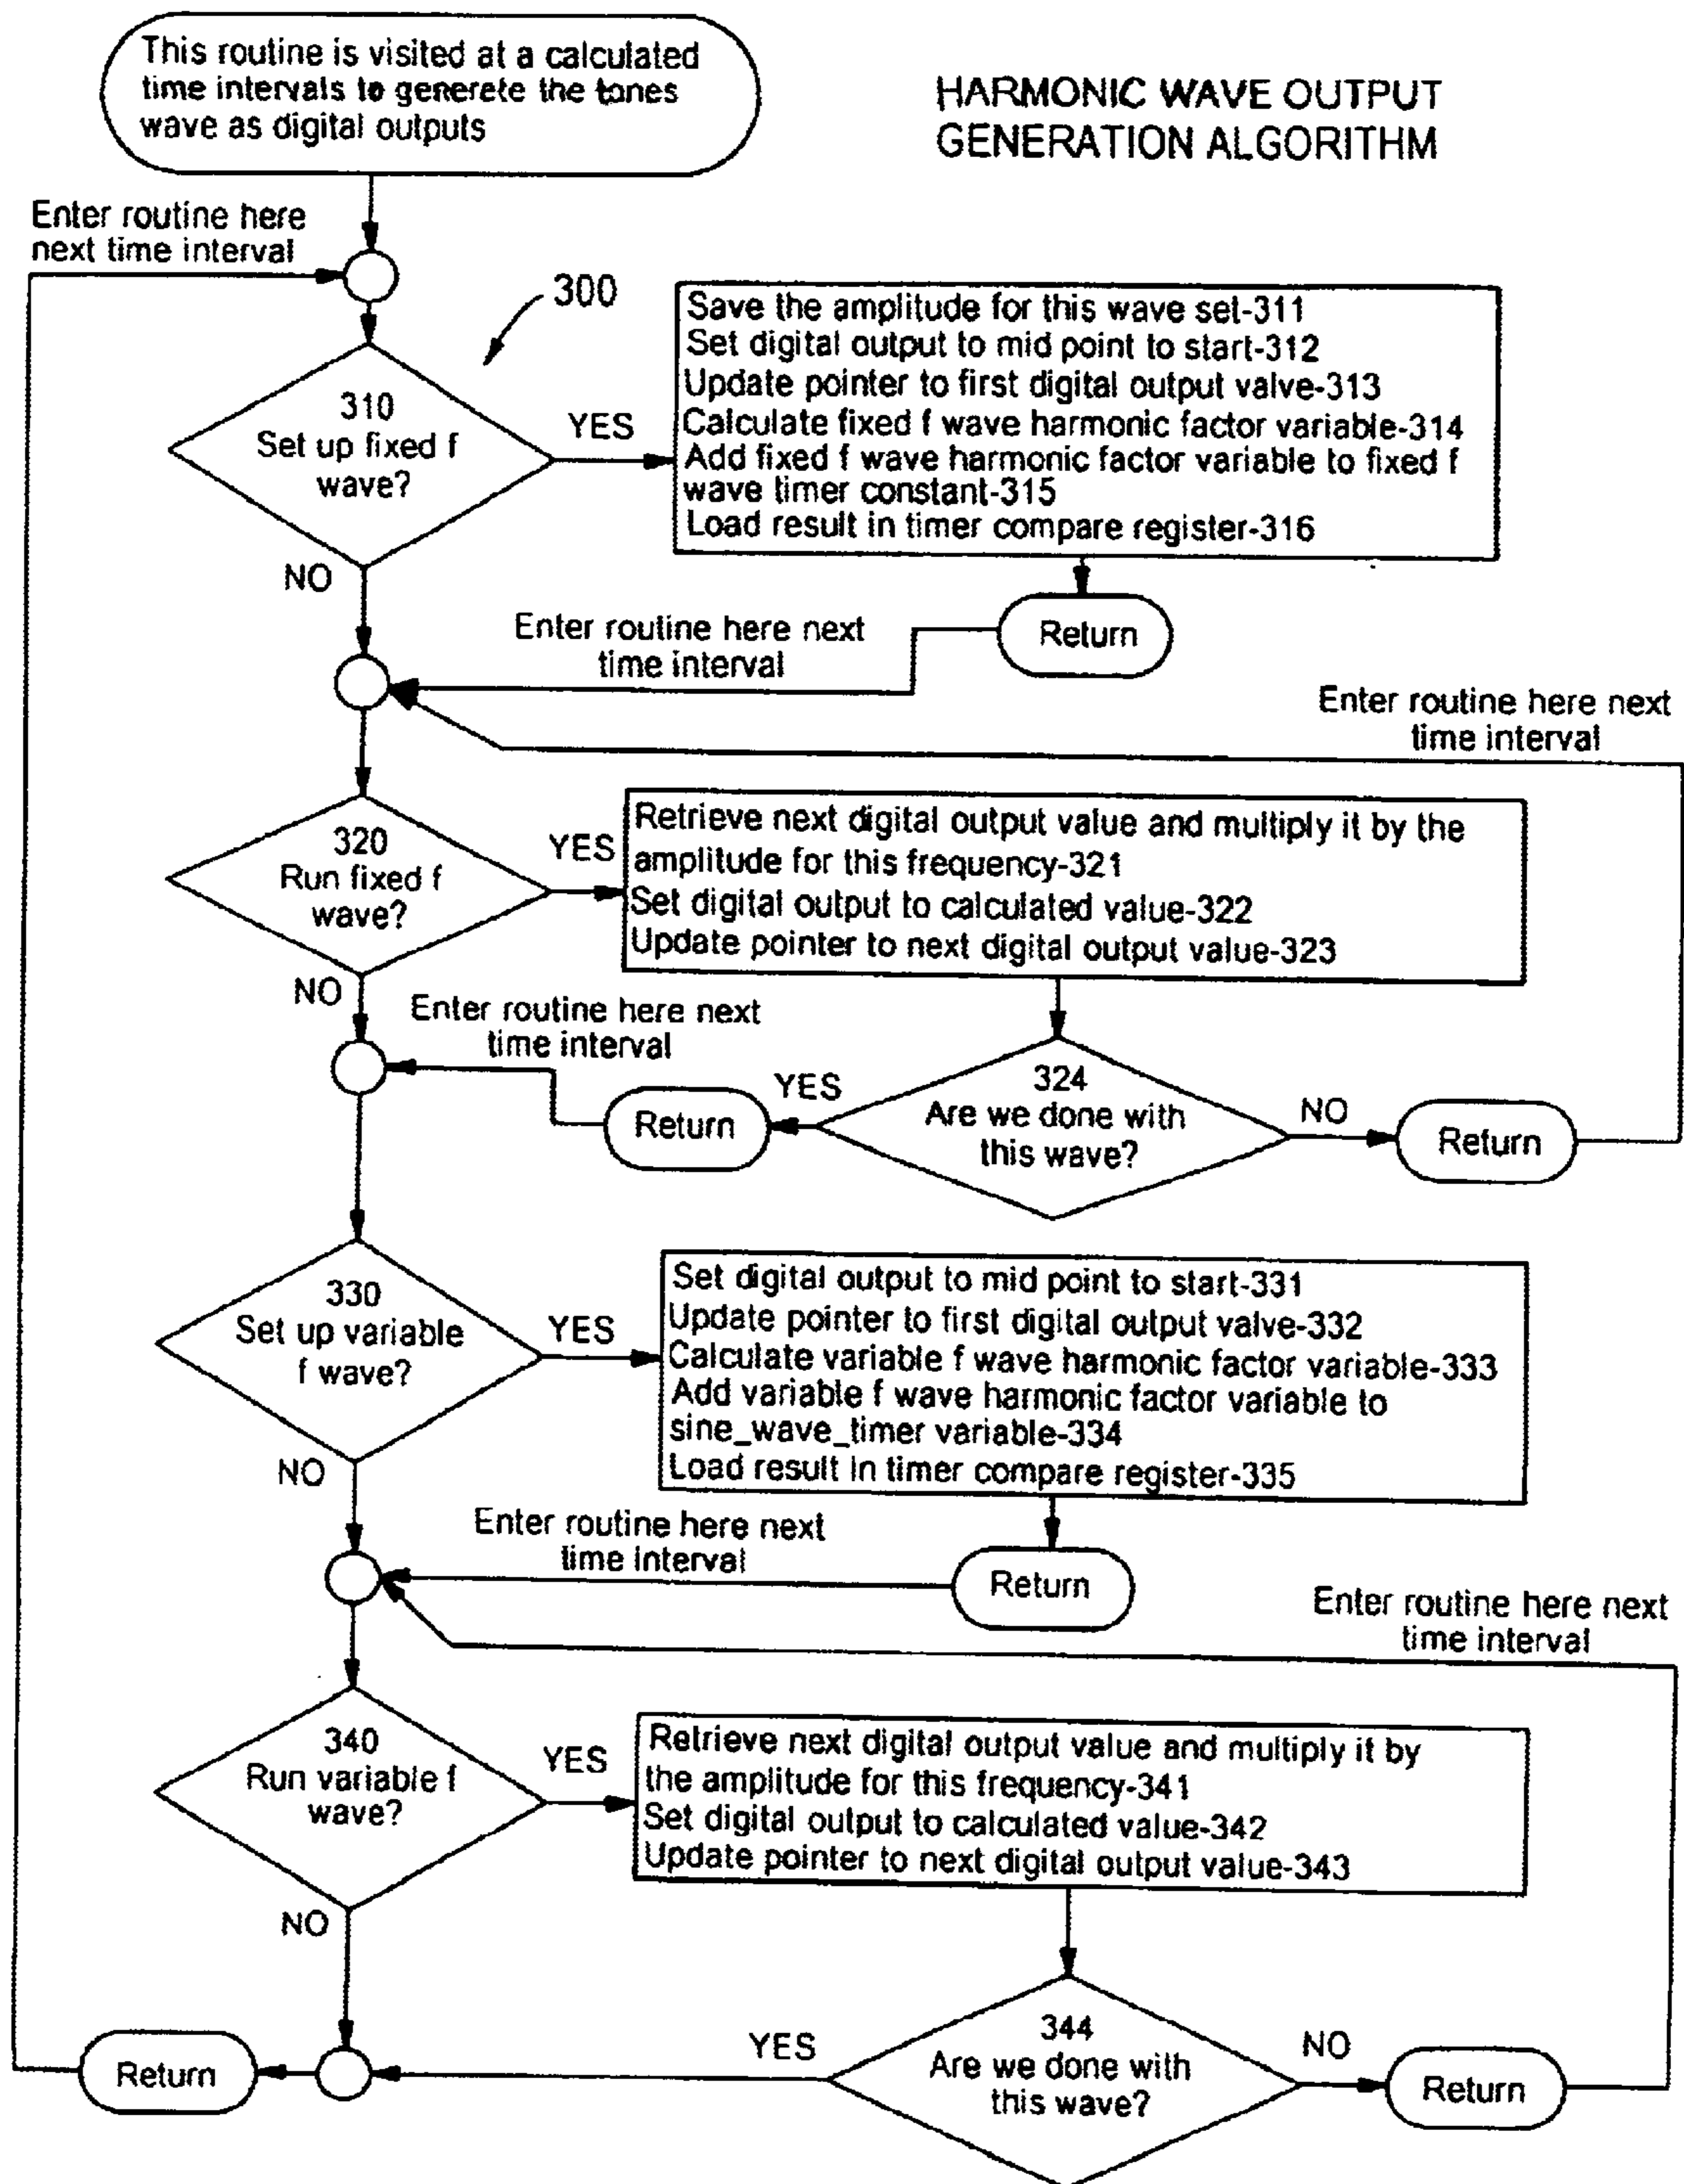 This routine is visited at a calculated
time intervals to generete the tones
wave as digital outputs
HARMONIC WAVE OUTPUT
GENERATION ALGORITHM
Enter routine here
next time interval
300
310
Set up fixed f
wave?
YES
NO
Save the amplitude for this wave set-311
Set digital output to mid point to start-312
Update pointer to first digital output valve-313
Calculate fixed f wave harmonic factor variable-314
Add fixed f wave harmonic factor variable to fixed f
wave timer constant-315
Load result in timer compare register-316
Return
Enter routine here next
time interval
Enter routine here next
time interval
320
Run fixed f
wave?
YES
NO
Retrieve next digital output value and multiply it by the
amplitude for this frequency-321
Set digital output to calculated value-322
Update pointer to next digital output value-323
Enter routine here next
time interval
Return
YES
324
Are we done with
this wave?
NO
Return
330
Set up variable
f wave?
YES
NO
Set digital output to mid point to start-331
Update pointer to first digital output valve-332
Calculate variable f wave harmonic factor variable-333
Add variable f wave harmonic factor variable to
sine_wave_timer variable-334
Load result in timer compare register-335
Enter routine here next
time interval
Return
Enter routine here next
time interval
340
Run variable f
wave?
YES
NO
Retrieve next digital output value and multiply it by
the amplitude for this frequency-341
Set digital output to calculated value-342
Update pointer to next digital output value-343
Return
YES
344
Are we done with
this wave?
NO
Return